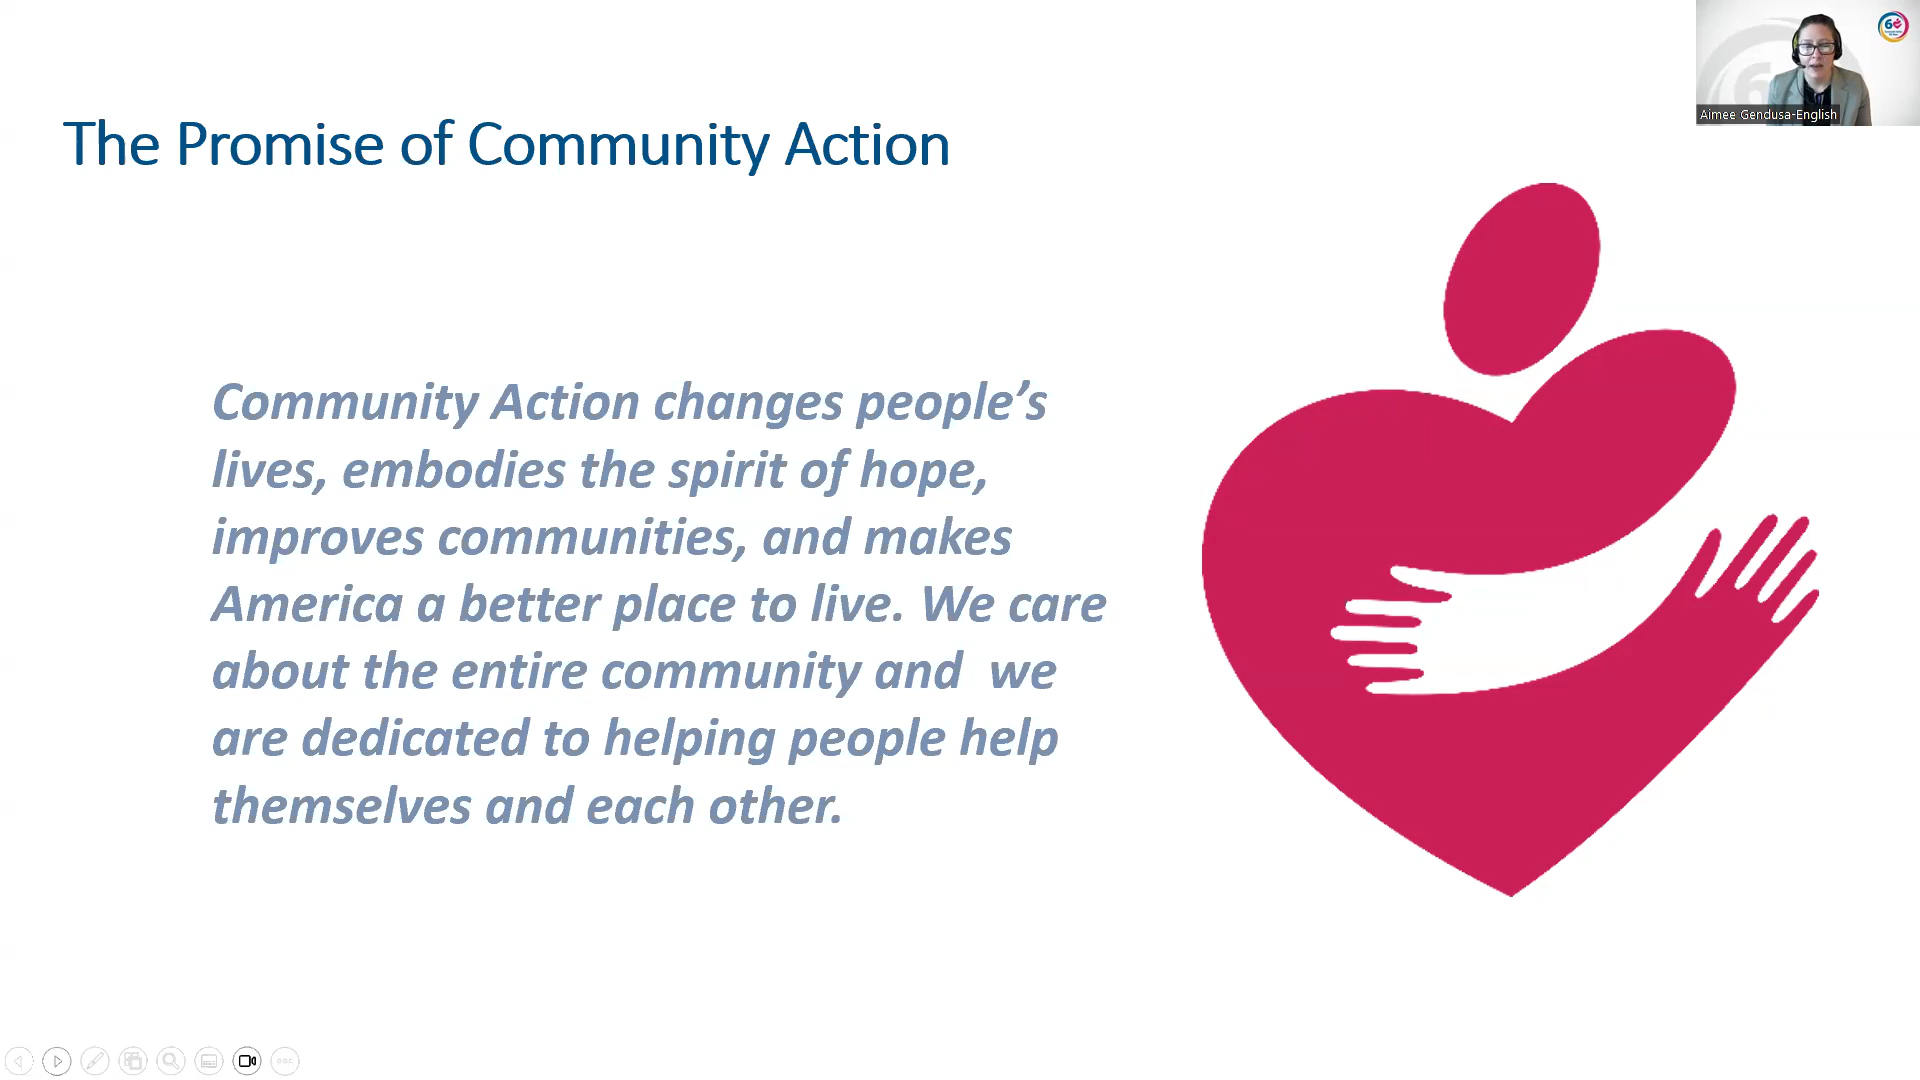 The Promise of Community Action
Community Action changes people’s
lives, embodies the spirit of hope,
improves communities, and makes
America a better place to live. We care
about the entire community and  we
are dedicated to helping people help
themselves and each other.
Aimee Gendusa-English
60